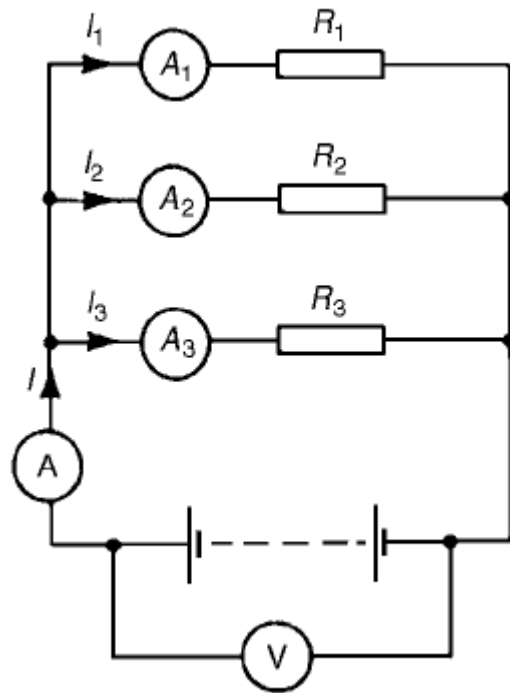 I₁ A₁ R₁
I₂ A₂ R₂
I₃ A₃ R₃
I
A
V